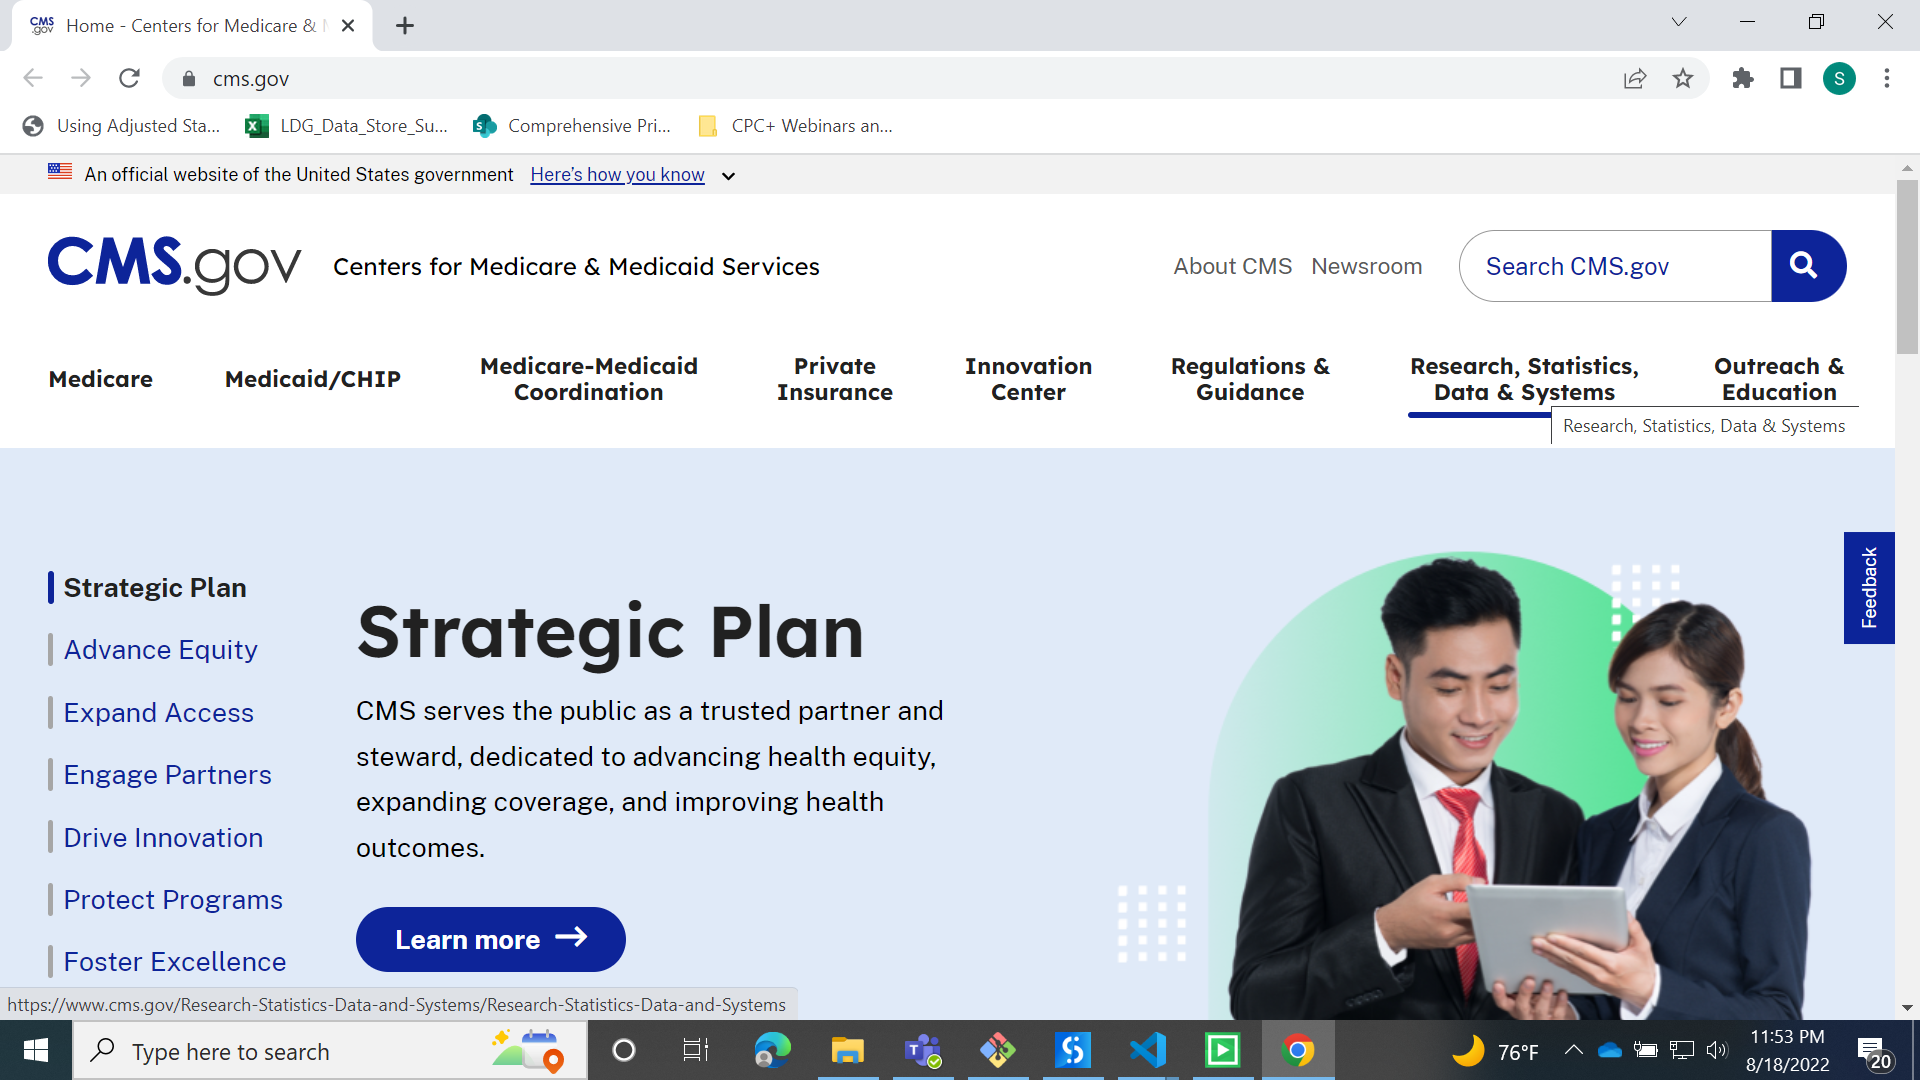 CMS
.gov
Home - Centers for Medicare &
cms.gov
S
Using Adjusted Sta...
LDG_Data_Store_Su...
Comprehensive Pri...
CPC+ Webinars an...
An official website of the United States government Here's how you know
CMS.gov Centers for Medicare & Medicaid Services
About CMS Newsroom
Search CMS.gov
Medicare
Medicaid/CHIP
Medicare-Medicaid
Coordination
Private
Insurance
Innovation
Center
Regulations &
Guidance
Research, Statistics,
Data & Systems
Outreach &
Education
Research, Statistics, Data & Systems
Feedback
Strategic Plan
Advance Equity
Expand Access
Engage Partners
Drive Innovation
Protect Programs
Foster Excellence
Strategic Plan
CMS serves the public as a trusted partner and
steward, dedicated to advancing health equity,
expanding coverage, and improving health
outcomes.
Learn more
https://www.cms.gov/Research-Statistics-Data-and-Systems/Research-Statistics-Data-and-Systems
Type here to search
76°F
11:53 PM
8/18/2022
20